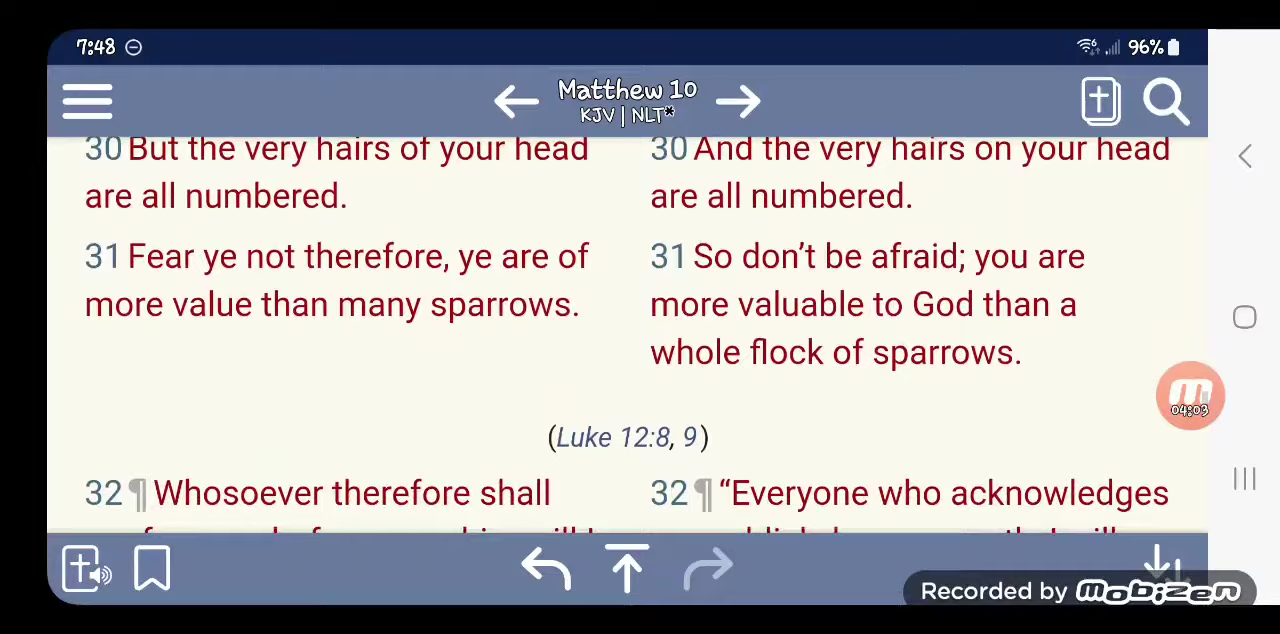 7:48
96%
Matthew 10
KJV | NLT*
30 But the very hairs of your head
are all numbered.
31 Fear ye not therefore, ye are of
more value than many sparrows.
30 And the very hairs on your head
are all numbered.
31 So don't be afraid; you are
more valuable to God than a
whole flock of sparrows.
04:03
(Luke 12:8, 9)
32 ¶ Whosoever therefore shall
32 ¶ “Everyone who acknowledges
Recorded by mobizen